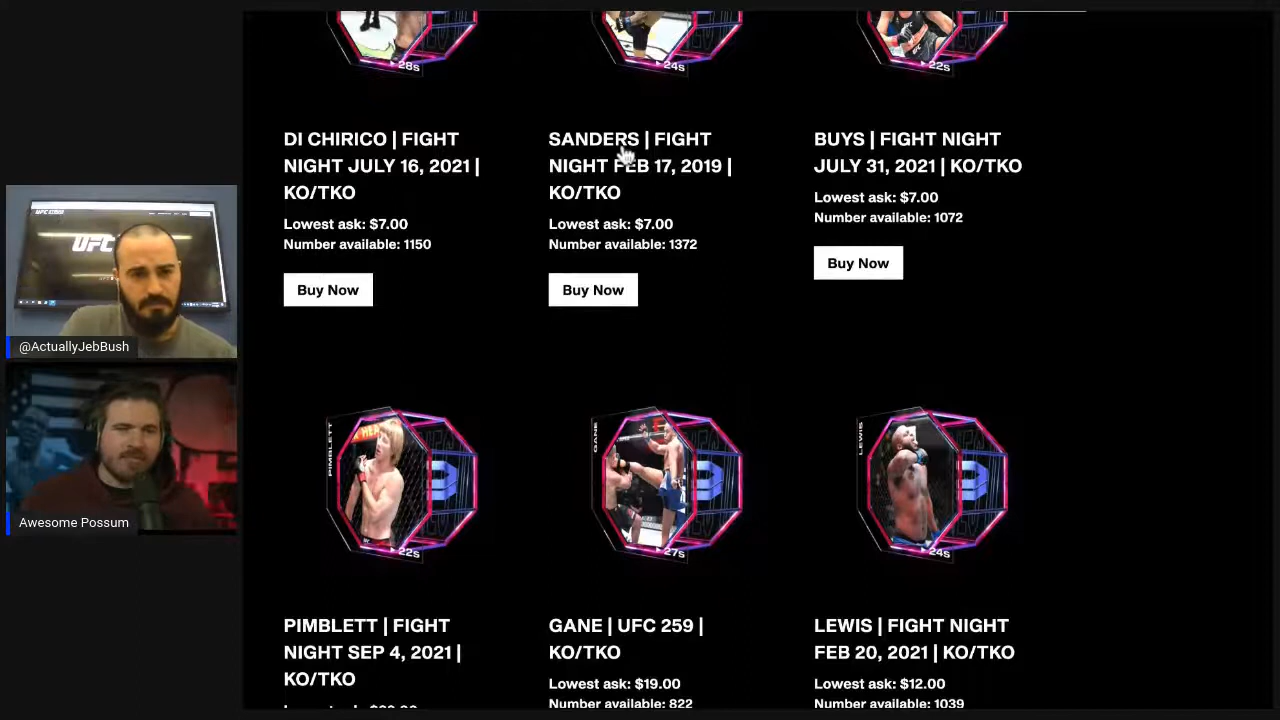 28s
24s
22s
DI CHIRICO | FIGHT
NIGHT JULY 16, 2021 |
KO/TKO
Lowest ask: $7.00
Number available: 1150
Buy Now
SANDERS | FIGHT
NIGHT FEB 17, 2019 |
KO/TKO
Lowest ask: $7.00
Number available: 1372
Buy Now
BUYS | FIGHT NIGHT
JULY 31, 2021 | KO/TKO
Lowest ask: $7.00
Number available: 1072
Buy Now
@ActuallyJebBush
Awesome Possum
PIMBLETT
22s
GANE
27s
LEWIS
24s
PIMBLETT | FIGHT
NIGHT SEP 4, 2021 |
KO/TKO
GANE | UFC 259 |
KO/TKO
Lowest ask: $19.00
Number available: 822
LEWIS | FIGHT NIGHT
FEB 20, 2021 | KO/TKO
Lowest ask: $12.00
Number available: 1039